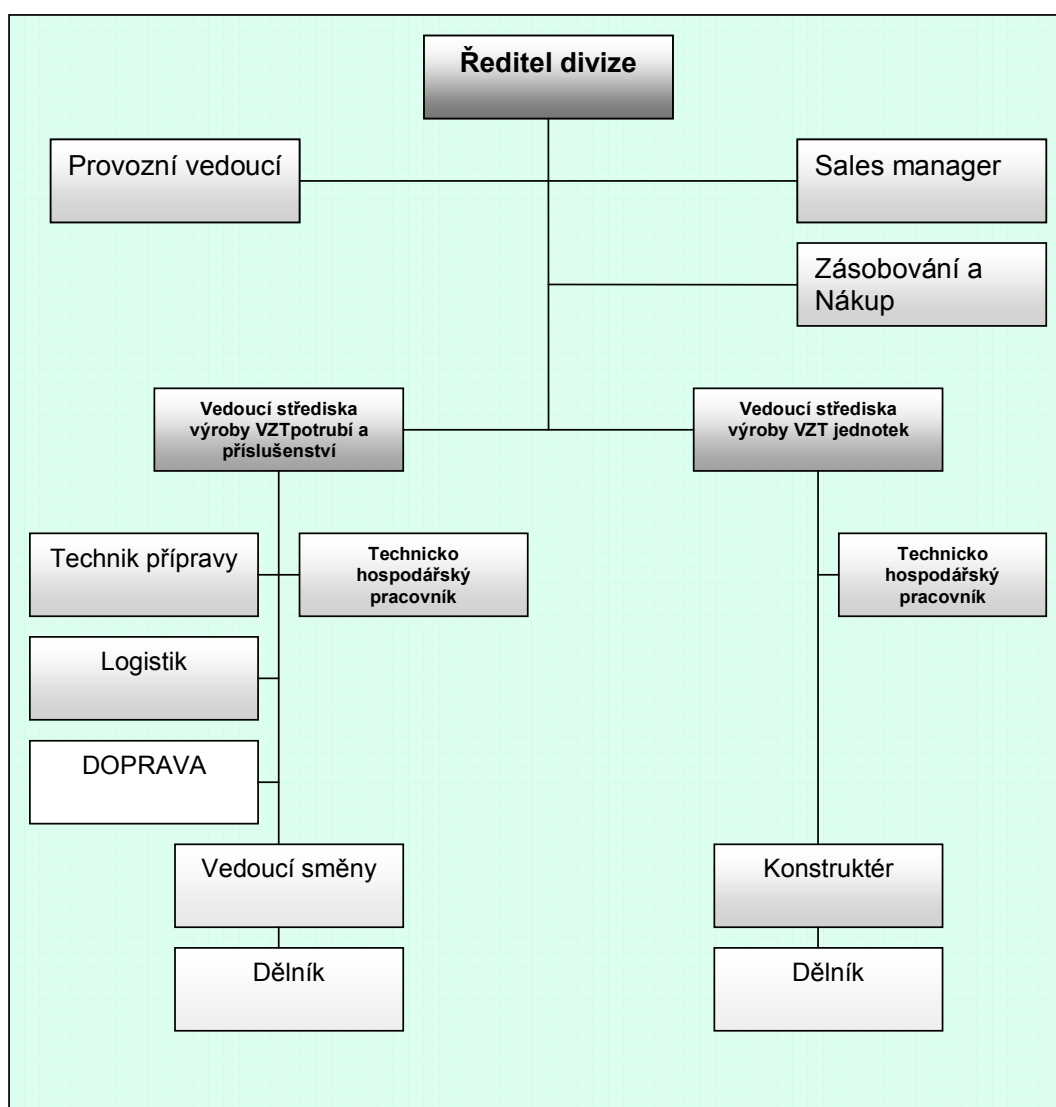 Ředitel divize
Provozní vedoucí
Sales manager
Zásobování a
Nákup
Vedoucí střediska
výroby VZTpotrubí a
příslušenství
Vedoucí střediska
výroby VZT jednotek
Technik přípravy
Technicko
hospodářský
pracovník
Technicko
hospodářský
pracovník
Logistik
DOPRAVA
Vedoucí směny
Konstruktér
Dělník
Dělník